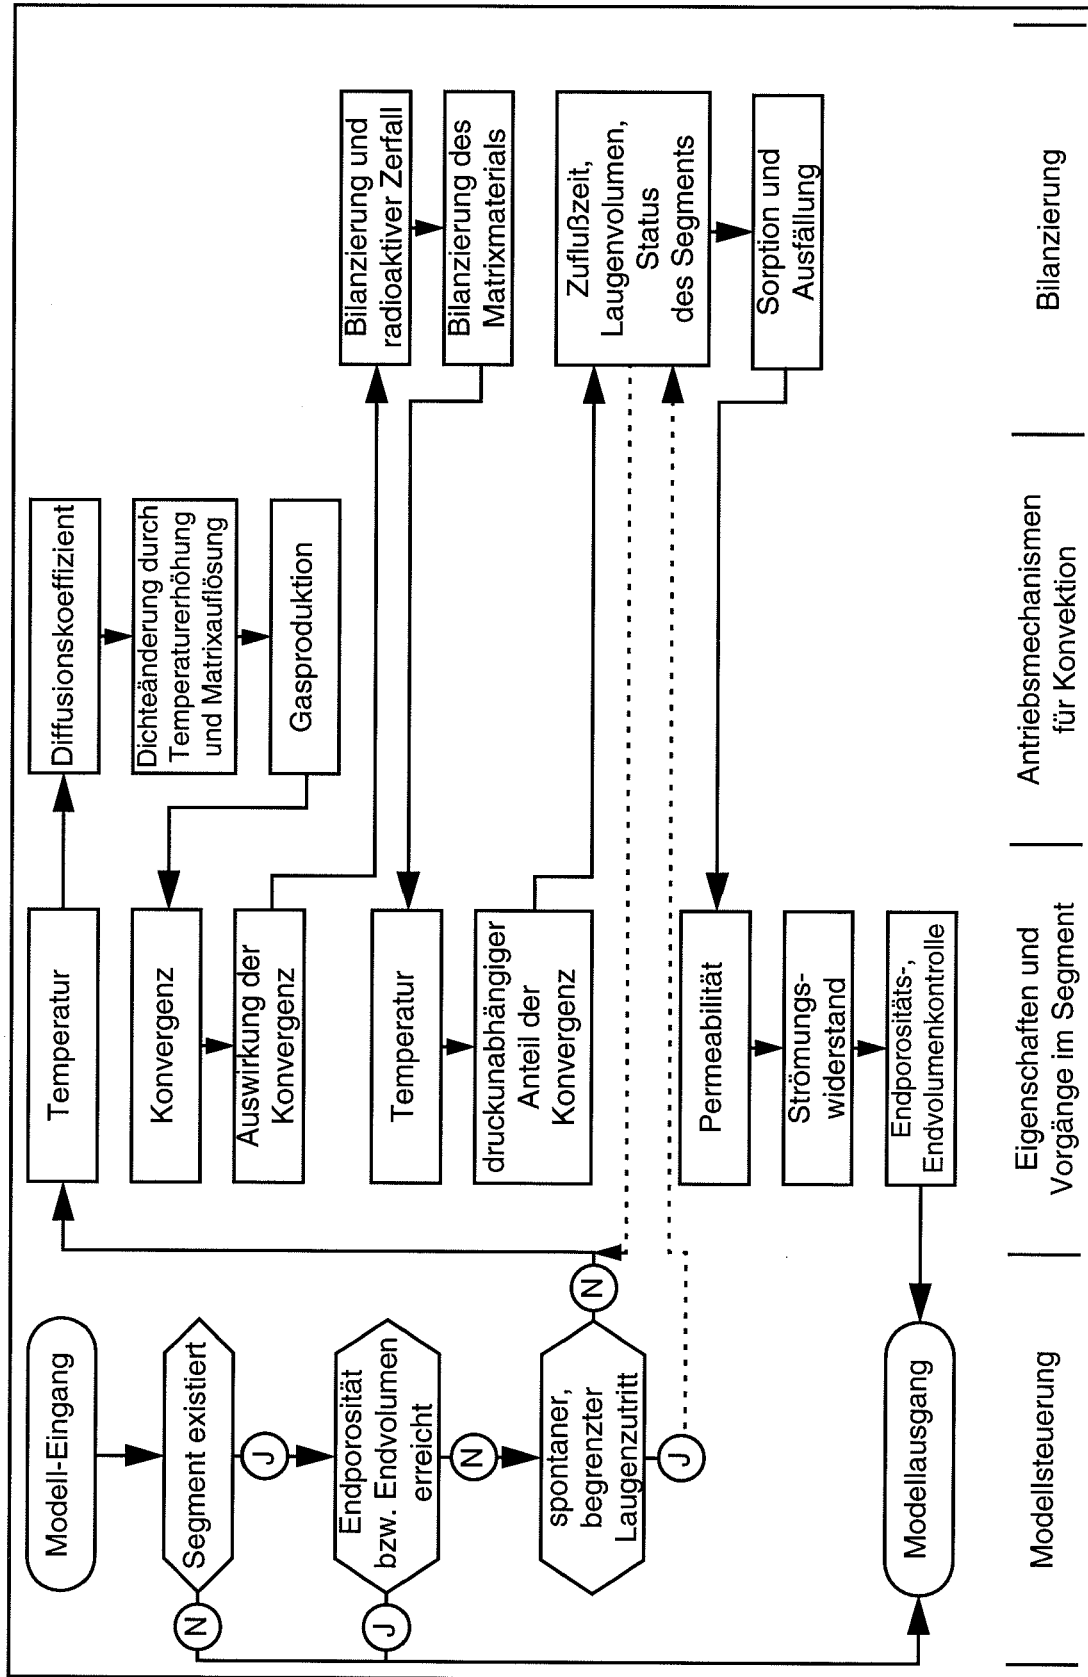 Modell-Eingang
Segment existiert
N
J
Endporosität
bzw. Endvolumen
erreicht
J
N
spontaner,
begrenzter
Laugenzutritt
N
J
Modellausgang
Modellsteuerung
Temperatur
Konvergenz
Auswirkung der
Konvergenz
Temperatur
druckunabhängiger
Anteil der
Konvergenz
Permeabilität
Strömungs-
widerstand
Endporositäts-,
Endvolumenkontrolle
Eigenschaften und
Vorgänge im Segment
Diffusionskoeffizient
Dichteänderung durch
Temperaturerhöhung
und Matrixauflösung
Gasproduktion
Antriebsmechanismen
für Konvektion
Bilanzierung und
radioaktiver Zerfall
Bilanzierung des
Matrixmaterials
Zuflußzeit,
Laugenvolumen,
Status
des Segments
Sorption und
Ausfällung
Bilanzierung